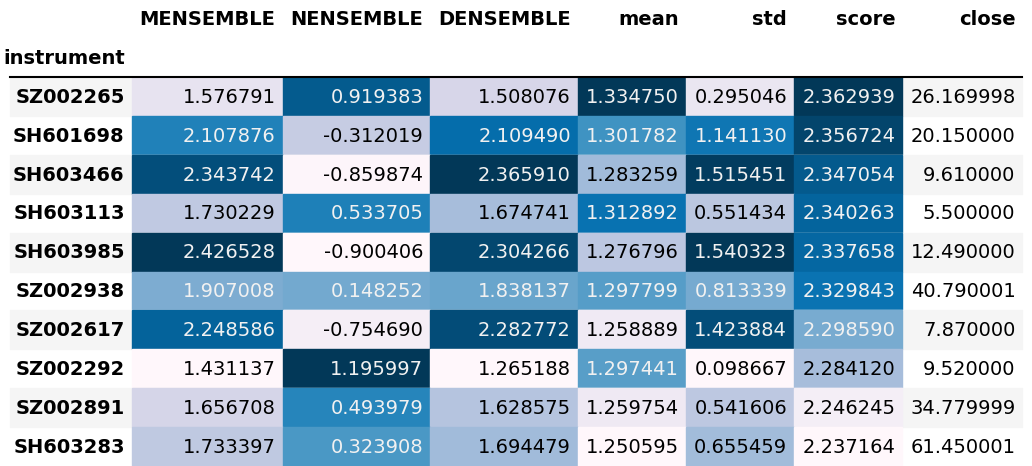 MENSEMBLE NENSEMBLE DENSEMBLE mean std score close
instrument
SZ002265 1.576791 0.919383 1.508076 1.334750 0.295046 2.362939 26.169998
SH601698 2.107876 -0.312019 2.109490 1.301782 1.141130 2.356724 20.150000
SH603466 2.343742 -0.859874 2.365910 1.283259 1.515451 2.347054 9.610000
SH603113 1.730229 0.533705 1.674741 1.312892 0.551434 2.340263 5.500000
SH603985 2.426528 -0.900406 2.304266 1.276796 1.540323 2.337658 12.490000
SZ002938 1.907008 0.148252 1.838137 1.297799 0.813339 2.329843 40.790001
SZ002617 2.248586 -0.754690 2.282772 1.258889 1.423884 2.298590 7.870000
SZ002292 1.431137 1.195997 1.265188 1.297441 0.098667 2.284120 9.520000
SZ002891 1.656708 0.493979 1.628575 1.259754 0.541606 2.246245 34.779999
SH603283 1.733397 0.323908 1.694479 1.250595 0.655459 2.237164 61.450001